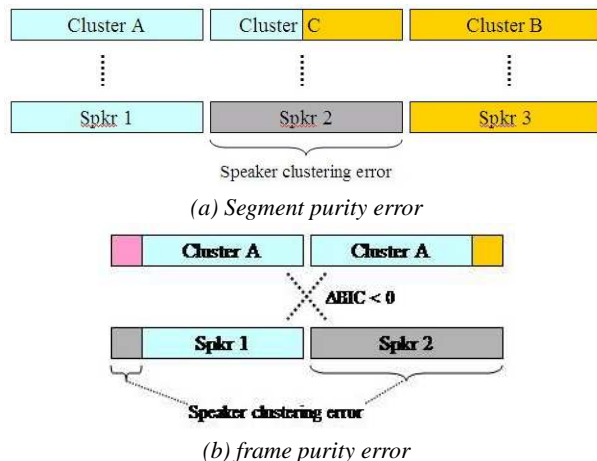 Cluster A Cluster C Cluster B
Spkr 1 Spkr 2 Spkr 3
Speaker clustering error
(a) Segment purity error
Cluster A Cluster A
ΔBIC < 0
Spkr 1 Spkr 2
Speaker clustering error
(b) frame purity error